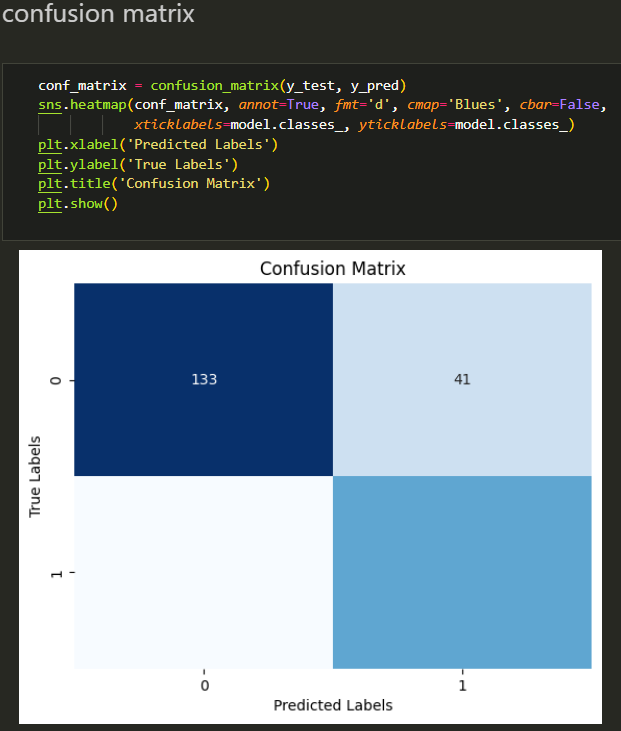 confusion matrix
conf_matrix = confusion_matrix(y_test, y_pred)
sns.heatmap(conf_matrix, annot=True, fmt='d', cmap='Blues', cbar=False,
xticklabels=model.classes_, yticklabels=model.classes_)
plt.xlabel('Predicted Labels')
plt.ylabel('True Labels')
plt.title('Confusion Matrix')
plt.show()
Confusion Matrix
True Labels
0
133
41
1
0
1
Predicted Labels